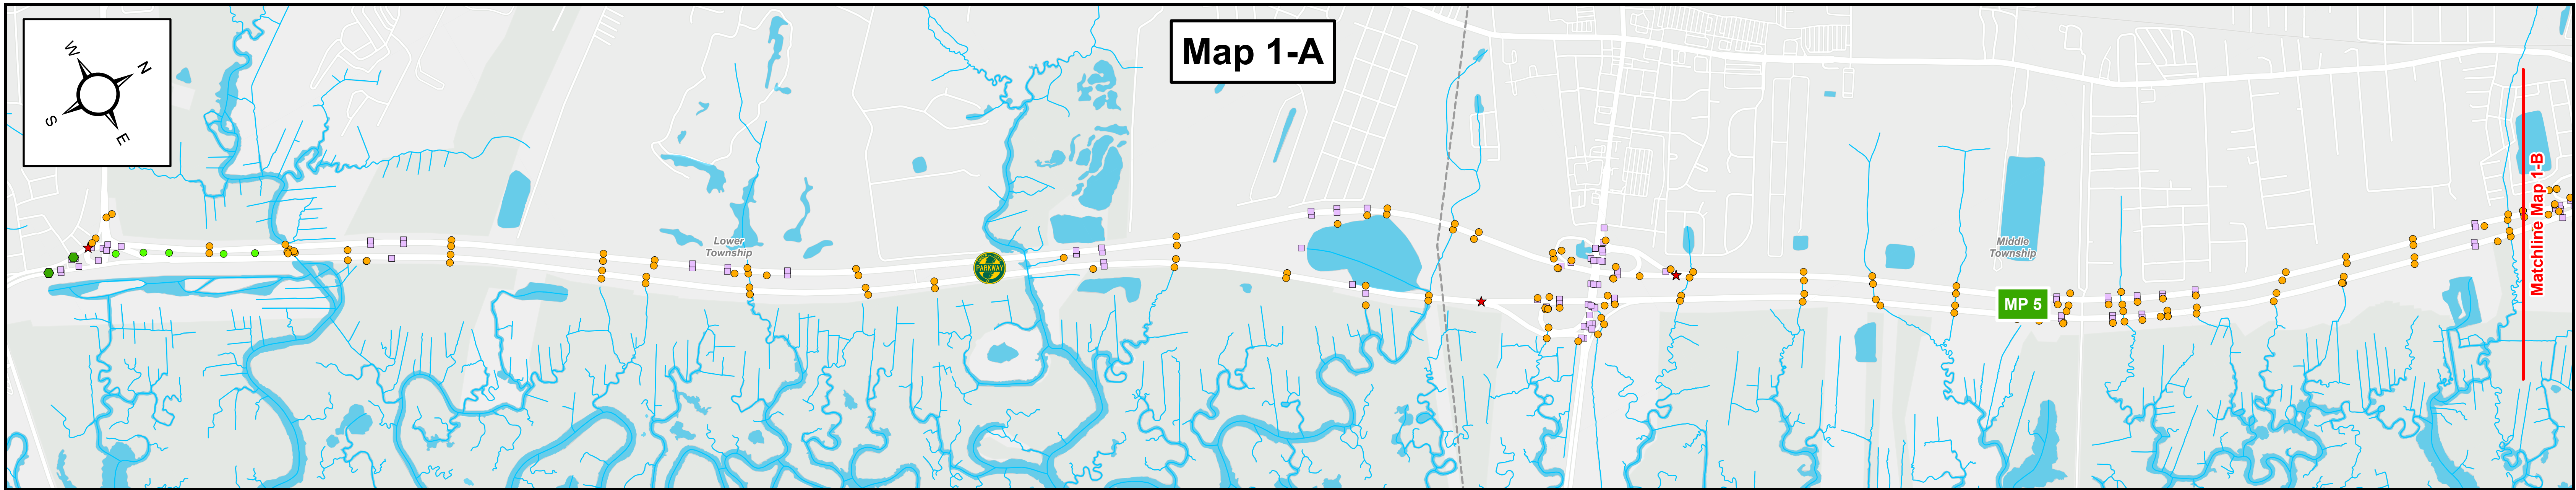 Map 1-A
W
N
S
E
Lower
Township
PARKWAY
Middle
Township
MP 5
Matchline Map 1-B